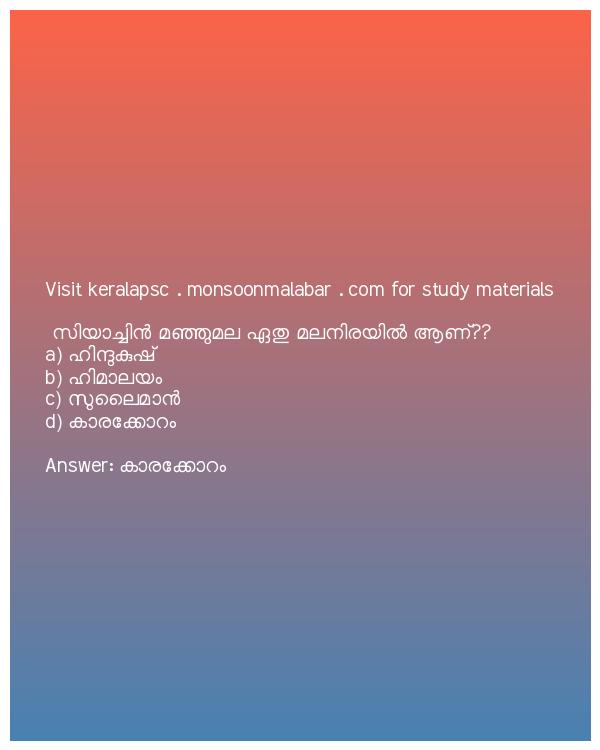 Visit keralapsc . monsoonmalabar . com for study materials
സിയാച്ചിൻ മഞ്ഞുമല ഏതു മലനിരയിൽ ആണ്??
a) ഹിന്ദുകുഷ്
b) ഹിമാലയം
c) സുലൈമാൻ
d) കാരക്കോറം
Answer: കാരക്കോറം